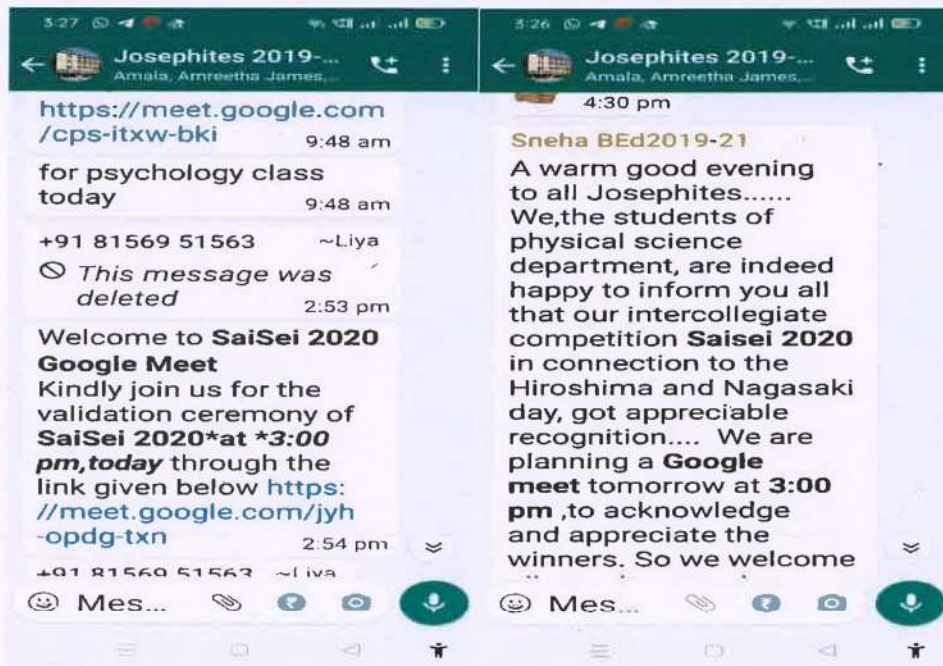 3:27
Josephites 2019-...
Amala, Amreetha James,...
https://meet.google.com
/cps-itxw-bki
9:48 am
for psychology class
today
9:48 am
+91 81569 51563 ~Liya
This message was
deleted
2:53 pm
Welcome to SaiSei 2020
Google Meet
Kindly join us for the
validation ceremony of
SaiSei 2020*at *3:00
pm,today through the
link given below https:
//meet.google.com/jyh
-opdg-txn
2:54 pm
+91 81569 51563 ~Liya
Mes...
3:26
Josephites 2019-...
Amala, Amreetha James,...
4:30 pm
Sneha BEd2019-21
A warm good evening
to all Josephites......
We,the students of
physical science
department, are indeed
happy to inform you all
that our intercollegiate
competition Saisei 2020
in connection to the
Hiroshima and Nagasaki
day, got appreciable
recognition.... We are
planning a Google
meet tomorrow at 3:00
pm ,to acknowledge
and appreciate the
winners. So we welcome
Mes...